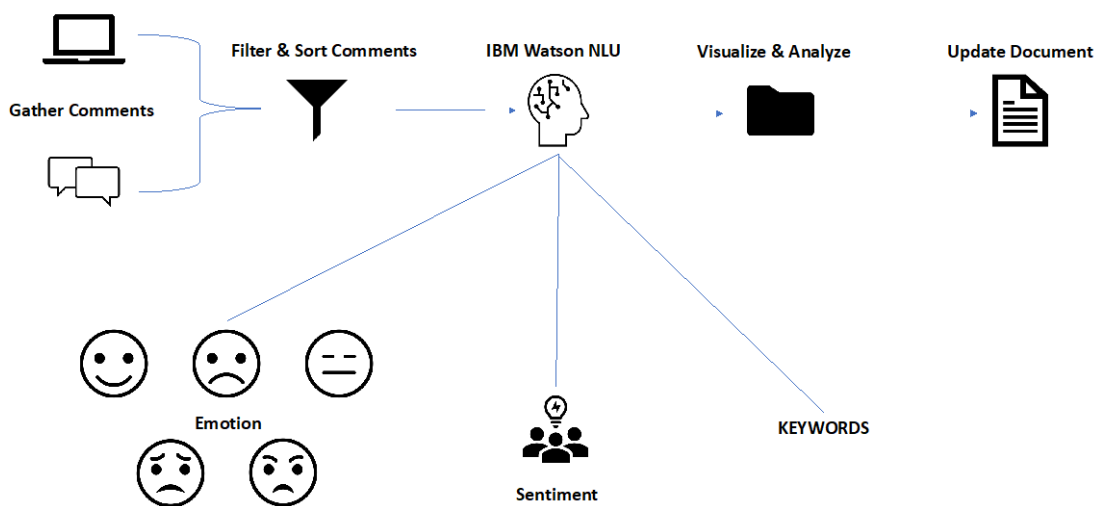 Filter & Sort Comments
IBM Watson NLU
Visualize & Analyze
Update Document
Gather Comments
Emotion
KEYWORDS
Sentiment